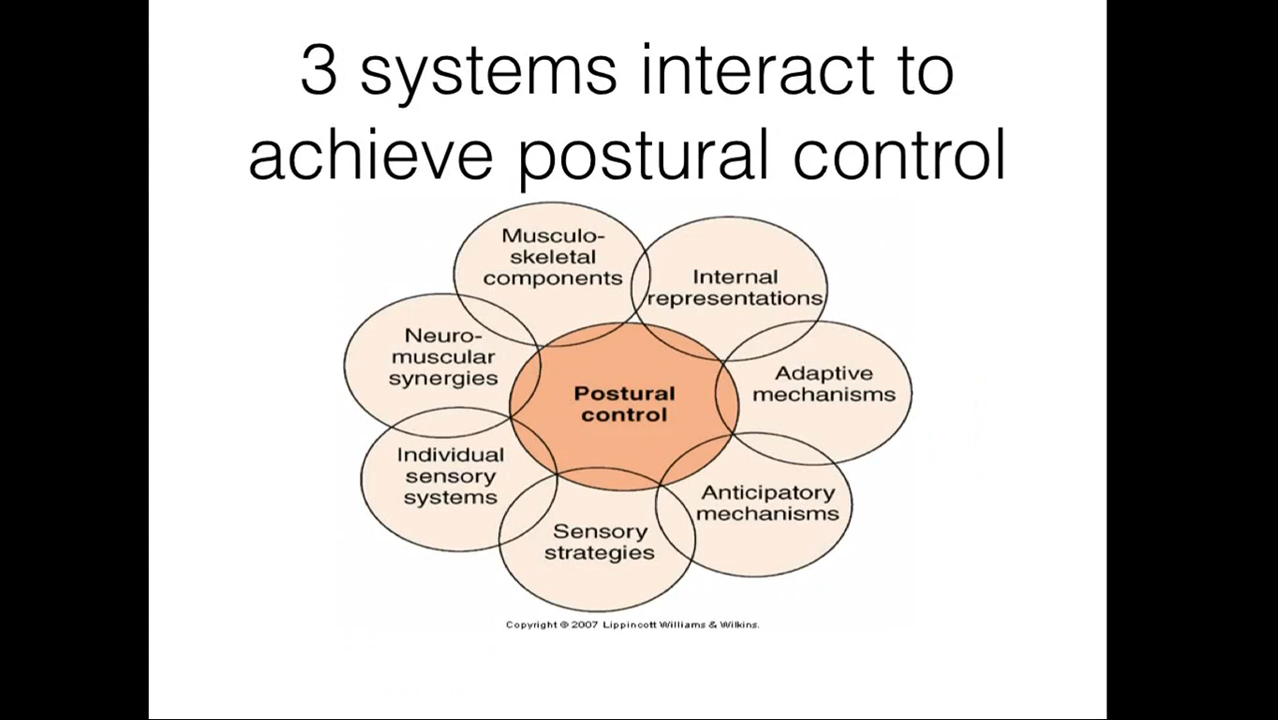 3 systems interact to
achieve postural control
Musculo-
skeletal
components
Internal
representations
Neuro-
muscular
synergies
Adaptive
mechanisms
Postural
control
Individual
sensory
systems
Anticipatory
mechanisms
Sensory
strategies
Copyright © 2007 Lippincott Williams & Wilkins.